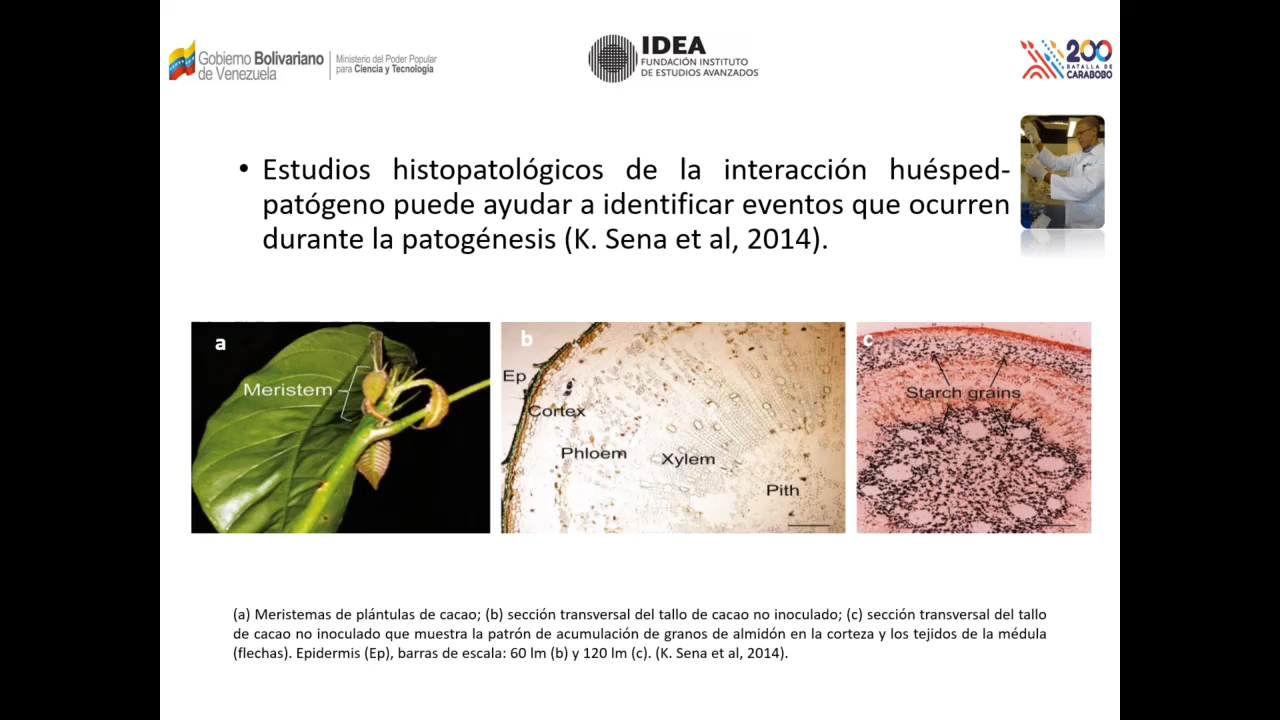 Gobierno Bolivariano
de Venezuela
Ministerio del Poder Popular
para Ciencia y Tecnología
IDEA
FUNDACIÓN INSTITUTO
DE ESTUDIOS AVANZADOS
200
BATALLA DE
CARABOBO
• Estudios histopatológicos de la interacción huésped-
patógeno puede ayudar a identificar eventos que ocurren
durante la patogénesis (K. Sena et al, 2014).
a
Meristem
b
Ep
Cortex
Phloem
Xylem
Pith
c
Starch grains
(a) Meristemas de plántulas de cacao; (b) sección transversal del tallo de cacao no inoculado; (c) sección transversal del tallo
de cacao no inoculado que muestra la patrón de acumulación de granos de almidón en la corteza y los tejidos de la médula
(flechas). Epidermis (Ep), barras de escala: 60 lm (b) y 120 lm (c). (K. Sena et al, 2014).